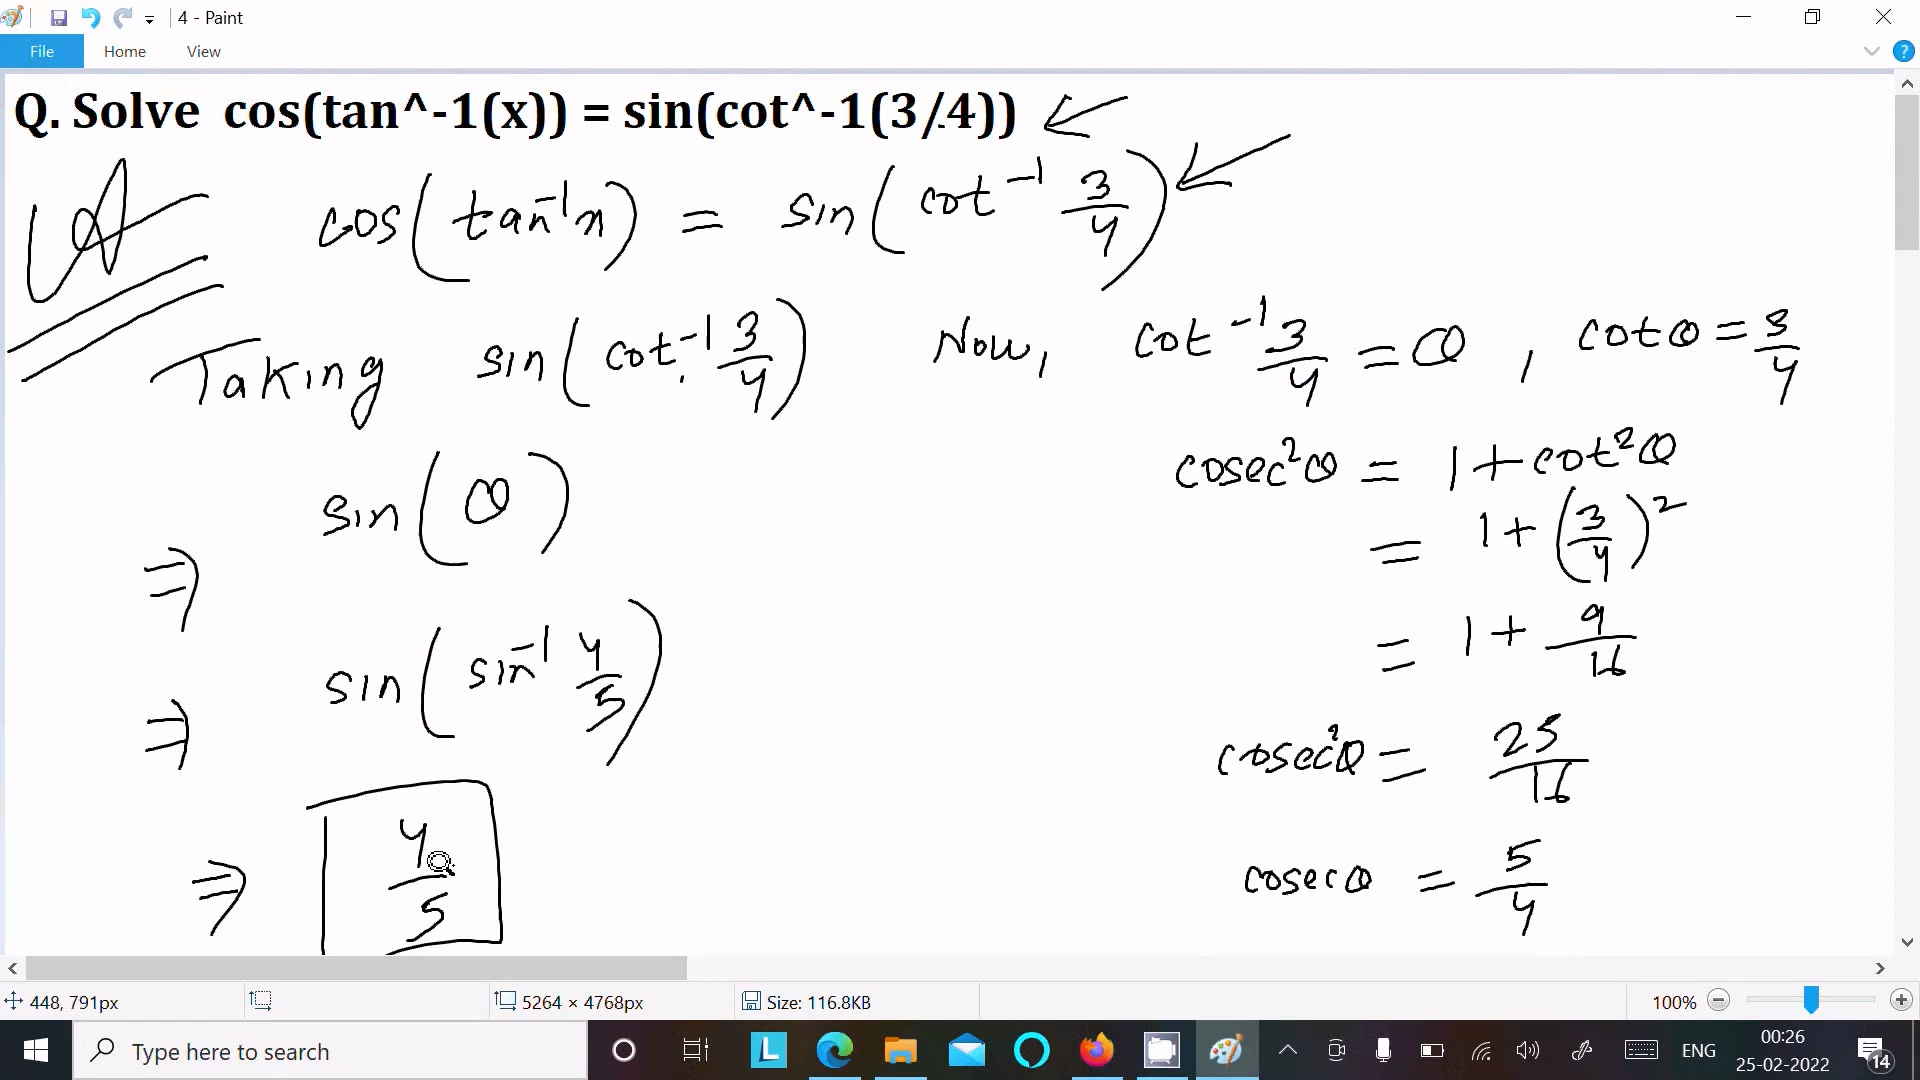 4 - Paint
File Home View
Q. Solve cos(tan^-1(x)) = sin(cot^-1(3/4))
cos(tan⁻¹x) = sin(cot⁻¹ 3/4)
Taking sin(cot⁻¹ 3/4) Now, cot⁻¹ 3/4 = θ , cotθ = 3/4
sin(θ)
⇒ sin(sin⁻¹ 4/5)
⇒ 4/5
cosec²θ = 1 + cot²θ
= 1 + (3/4)²
= 1 + 9/16
cosec²θ = 25/16
cosecθ = 5/4
448, 791px 5264 × 4768px Size: 116.8KB 100%
Type here to search
L
ENG
00:26
25-02-2022
14